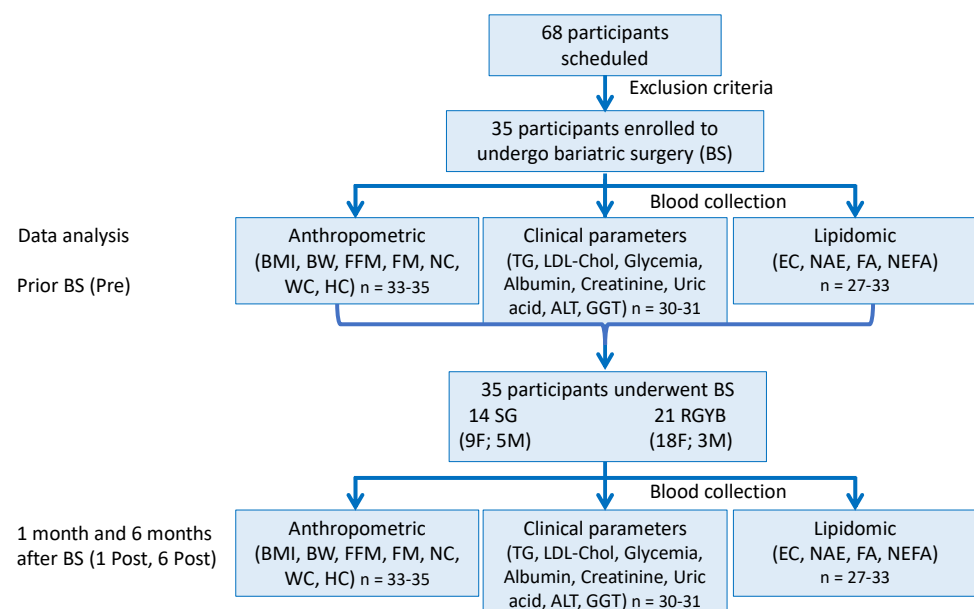 68 participants
scheduled
Exclusion criteria
35 participants enrolled to
undergo bariatric surgery (BS)
Blood collection
Data analysis
Prior BS (Pre)
Anthropometric
(BMI, BW, FFM, FM, NC,
WC, HC) n = 33-35
Clinical parameters
(TG, LDL-Chol, Glycemia,
Albumin, Creatinine, Uric
acid, ALT, GGT) n = 30-31
Lipidomic
(EC, NAE, FA, NEFA)
n = 27-33
35 participants underwent BS
14 SG 21 RGYB
(9F; 5M) (18F; 3M)
Blood collection
1 month and 6 months
after BS (1 Post, 6 Post)
Anthropometric
(BMI, BW, FFM, FM, NC,
WC, HC) n = 33-35
Clinical parameters
(TG, LDL-Chol, Glycemia,
Albumin, Creatinine, Uric
acid, ALT, GGT) n = 30-31
Lipidomic
(EC, NAE, FA, NEFA)
n = 27-33